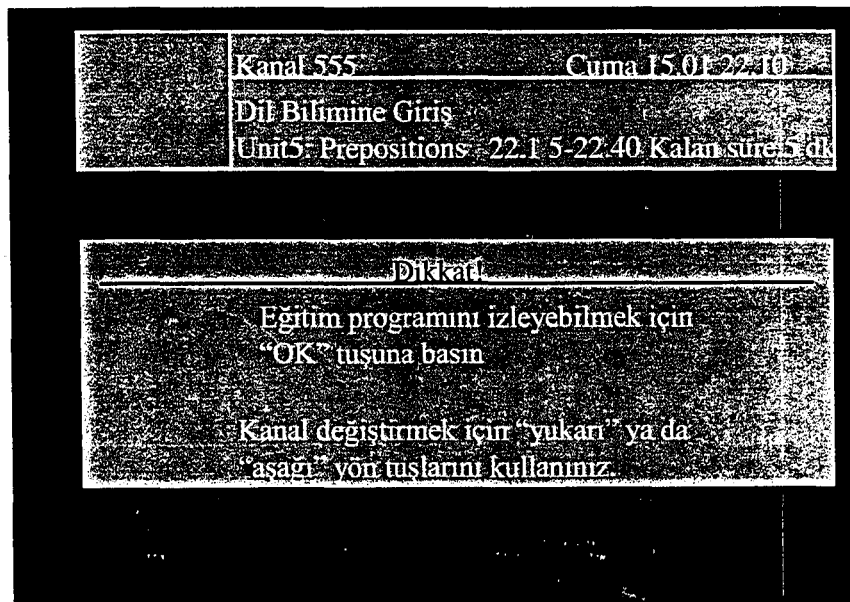 Kanal 555 Cuma 15.01 22.10
Dil Bilimine Giriş
Unit5: Prepositions 22.15-22.40 Kalan süre 5 dk
Dikkat!
Eğitim programını izleyebilmek için
“OK” tuşuna basın
Kanal değiştirmek için “yukarı” ya da
“aşağı” yön tuşlarını kullanınız.